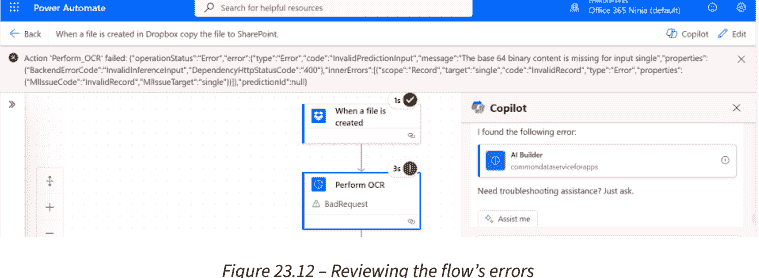 Power Automate
Search for helpful resources
Office 365 Ninja (default)
Back
When a file is created in Dropbox copy the file to SharePoint.
Copilot
Edit
Action 'Perform_OCR' failed: {"operationStatus":"Error","error":{"type":"Error","code":"InvalidPredictionInput","message":"The base 64 binary content is missing for input single","properties":
{"BackendErrorCode":"InvalidInferenceInput","DependencyHttpStatusCode":"400"},"innerErrors":[{"scope":"Record","target":"single","code":"InvalidRecord","type":"Error","properties":
{"MlIssueCode":"InvalidRecord","MlIssueTarget":"single"}}]},"predictionId":null}
1s
When a file is
created
3s
Perform OCR
BadRequest
Copilot
I found the following error:
AI Builder
commondataserviceforapps
Need troubleshooting assistance? Just ask.
Assist me
Figure 23.12 – Reviewing the flow's errors